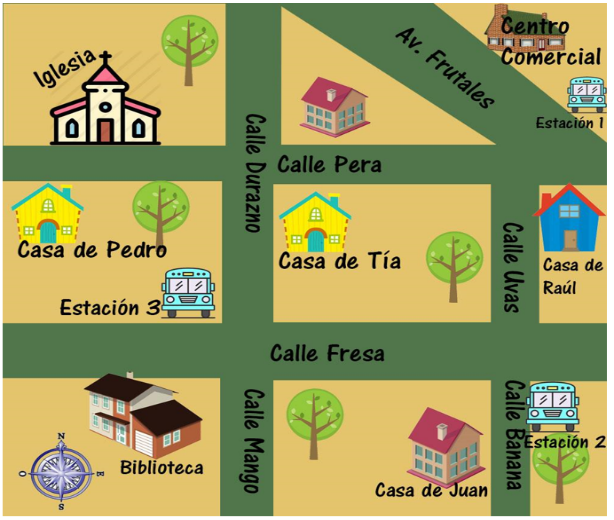 Iglesia
Av. Frutales
Centro
Comercial
Estación 1
Calle Durazno
Calle Pera
Casa de Pedro
Casa de Tía
Calle Uvas
Casa de
Raúl
Estación 3
Calle Fresa
Calle Mango
Calle Banana
Estación 2
Biblioteca
Casa de Juan
N
O
E
S